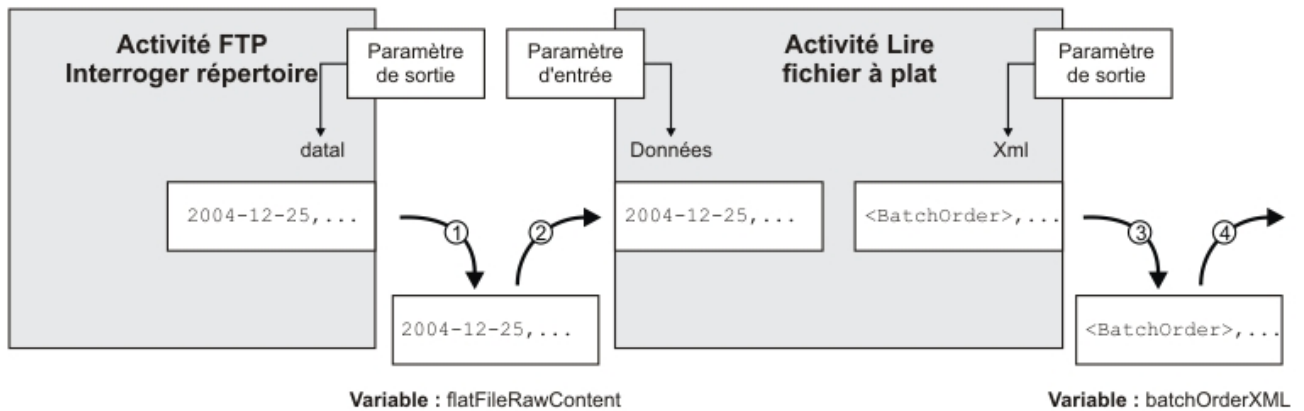 Activité FTP
Interroger répertoire
Paramètre
de sortie
Paramètre
d'entrée
Activité Lire
fichier à plat
Paramètre
de sortie
datal
Données
Xml
2004-12-25,...
2004-12-25,...
<BatchOrder>,...
1
2
3
4
2004-12-25,...
<BatchOrder>,...
Variable : flatFileRawContent
Variable : batchOrderXML